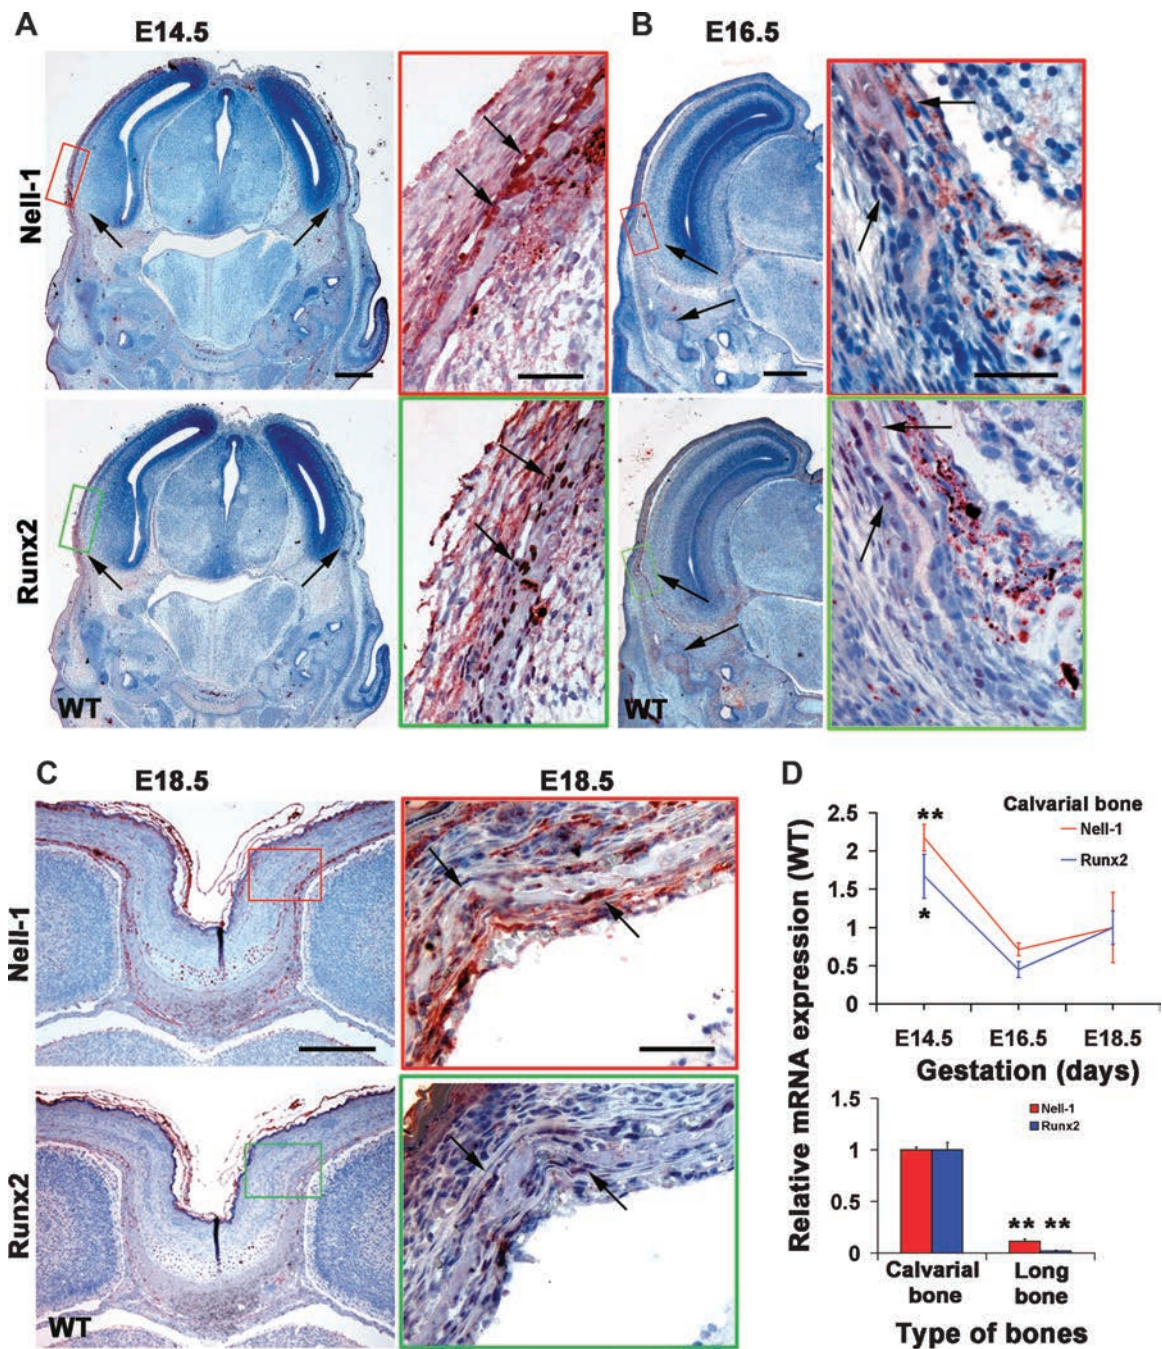 A
E14.5
B
E16.5
Nell-1
Runx2
WT
WT
C
E18.5
E18.5
Nell-1
Runx2
WT
D
Relative mRNA expression (WT)
2.5
2
1.5
1
0.5
0
**
*
Calvarial bone
Nell-1
Runx2
E14.5 E16.5 E18.5
Gestation (days)
1.5
1
0.5
0
Nell-1
Runx2
** **
Calvarial bone
Long bone
Type of bones